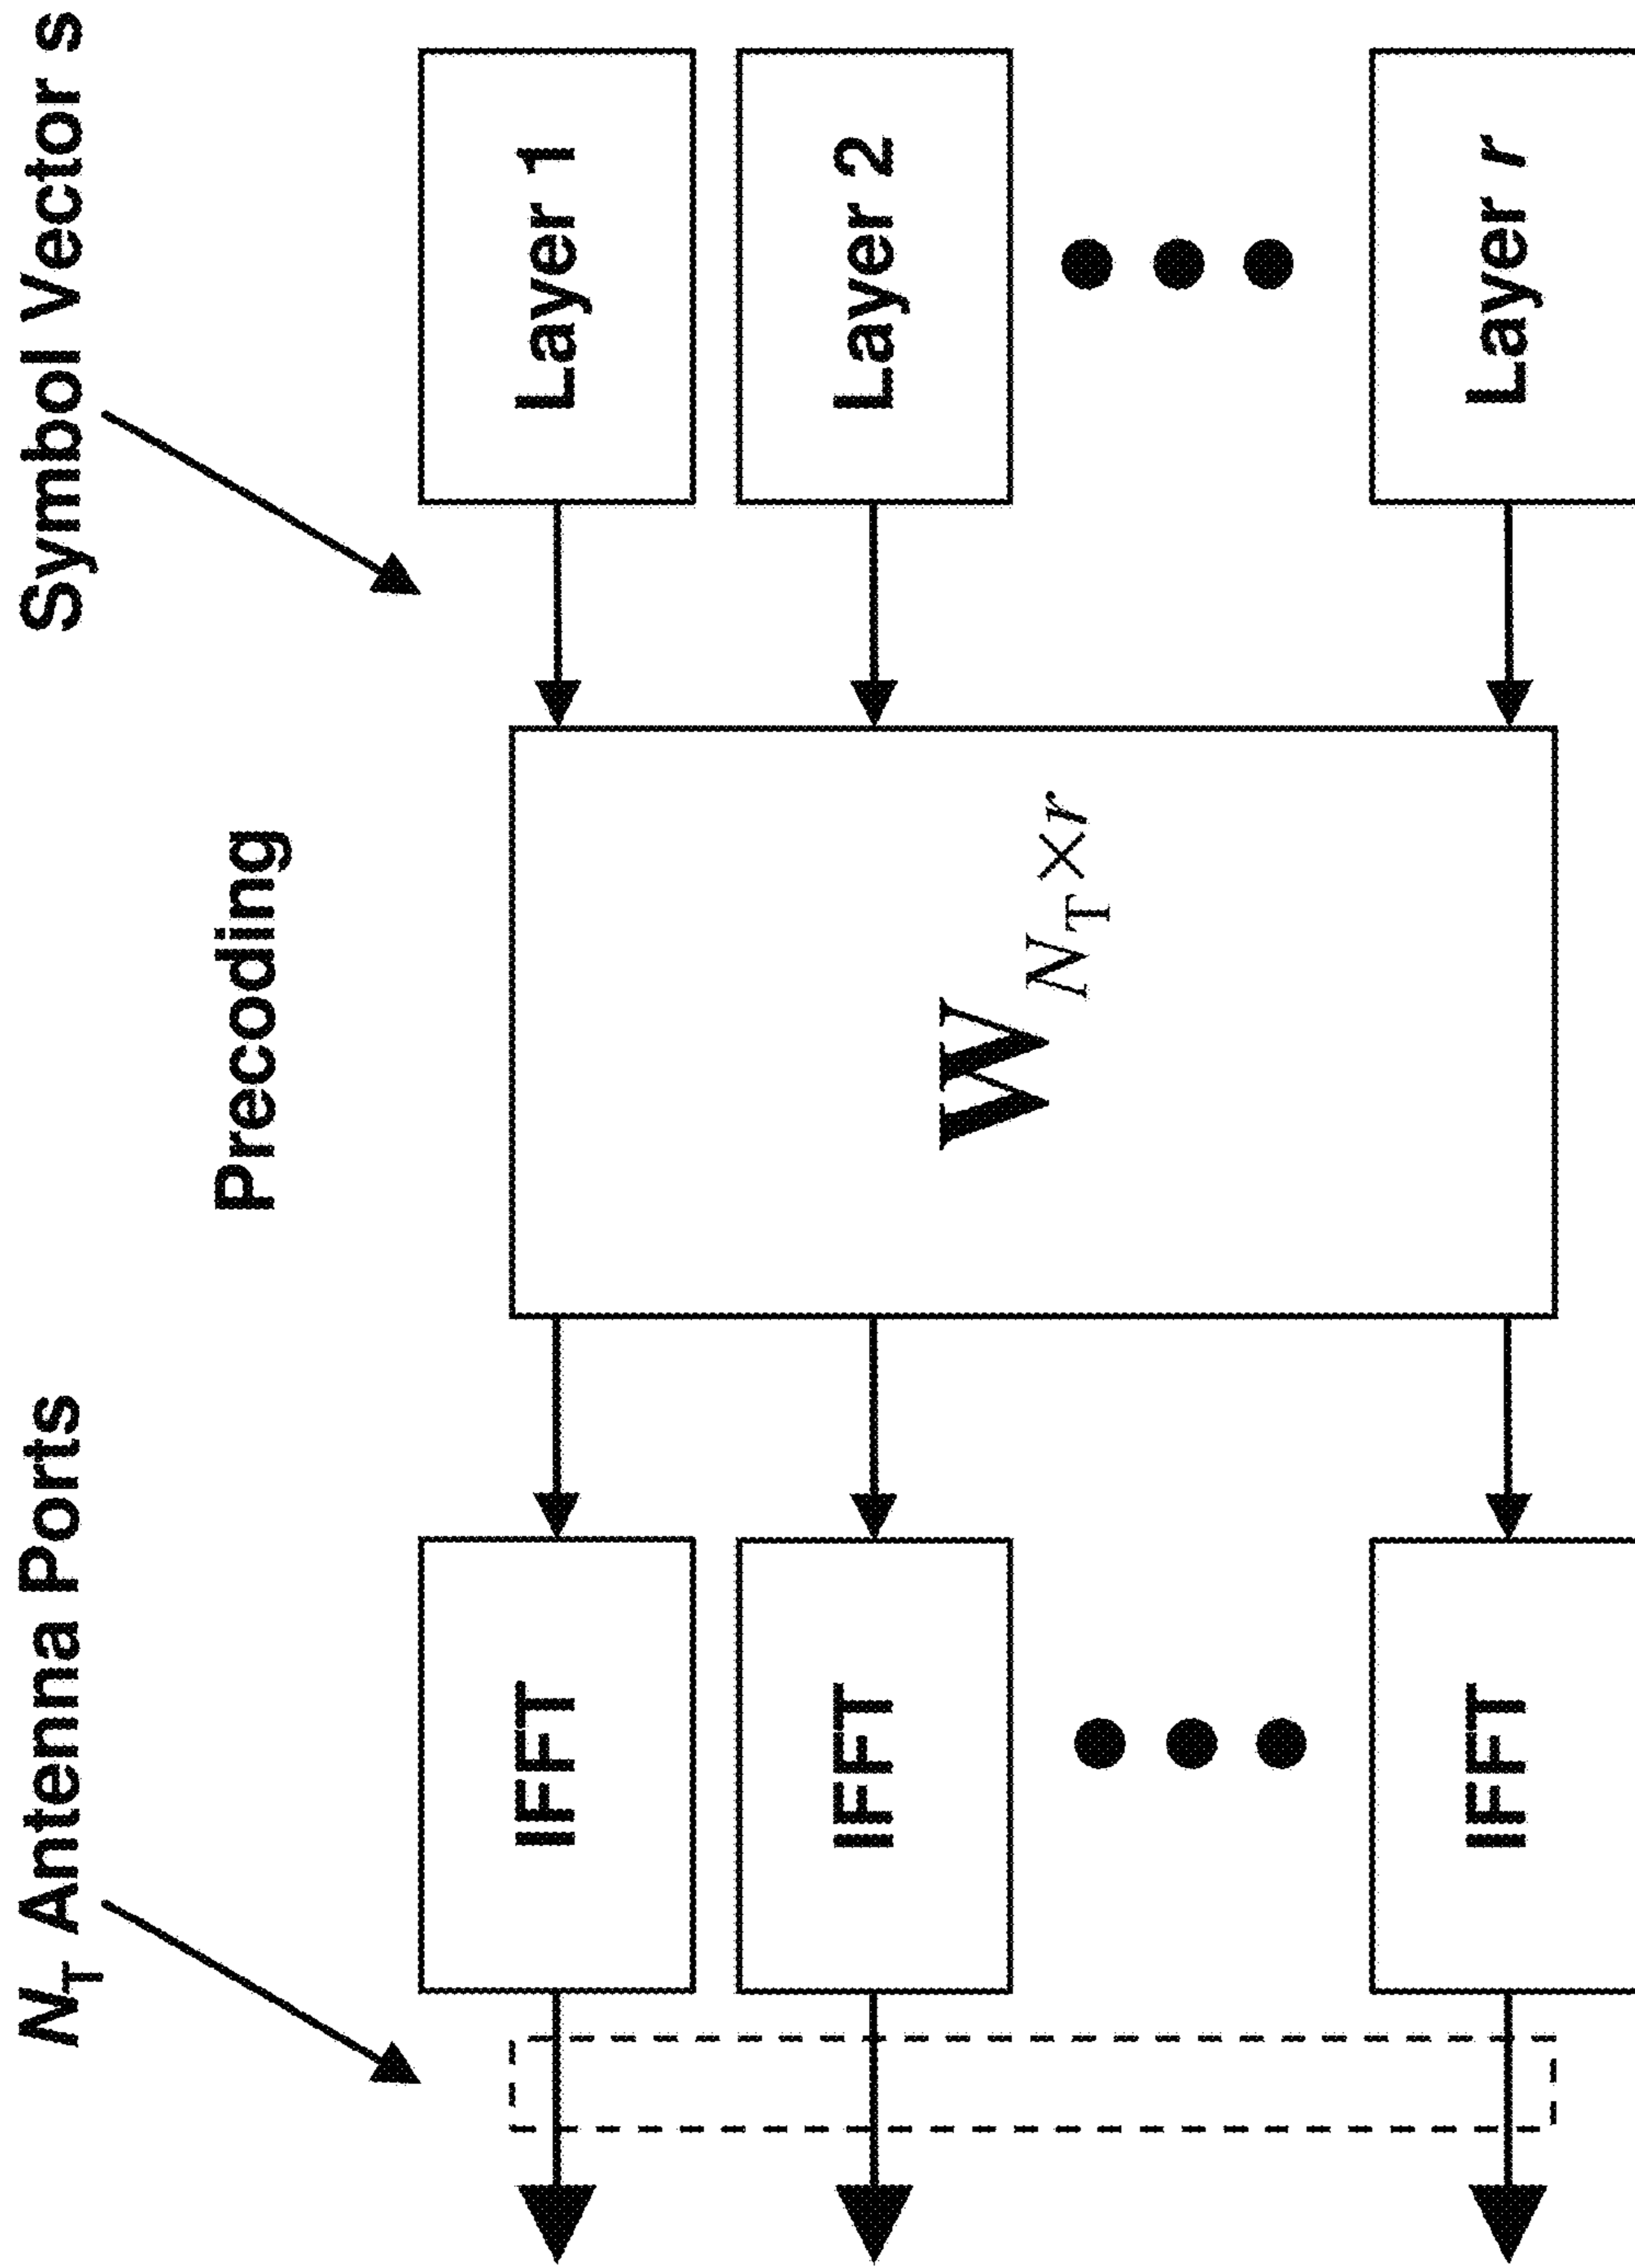 N_T Antenna Ports
Symbol Vector s
Precoding
IFFT
Layer 1
IFFT
Layer 2
W_{N_T×r}
IFFT
Layer r